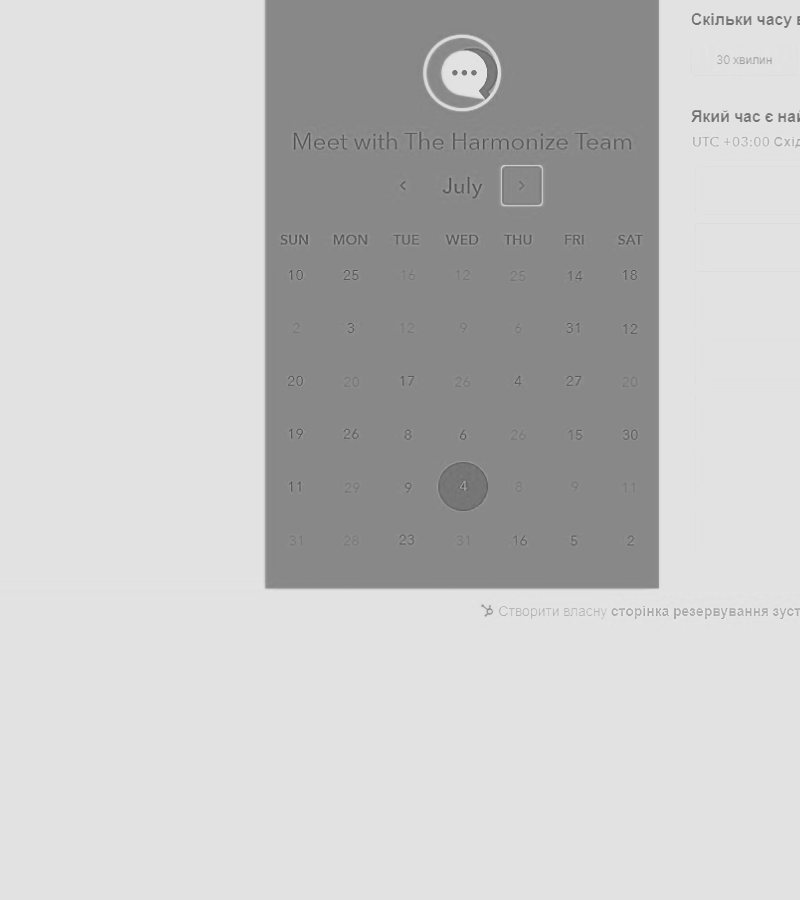 Скільки часу
30 хвилин
Який час є
UTC +03:00
Meet with The Harmonize Team
July
SUN MON TUE WED THU FRI SAT
10 25 16 12 25 14 18
2 3 12 9 6 31 12
20 20 17 26 4 27 20
19 26 8 6 26 15 30
11 29 9 4 8 9 11
31 28 23 31 16 5 2
Створити власну сторінка резервування